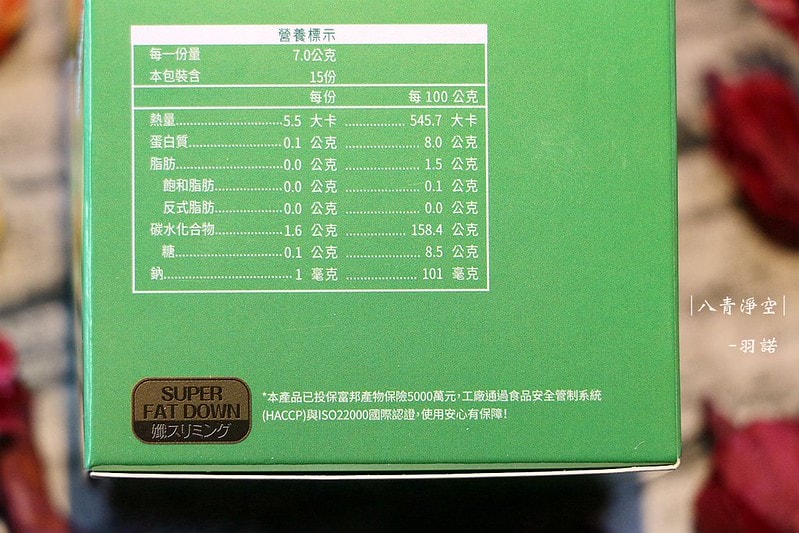 營養標示
每一份量 7.0公克
本包裝含 15份
每份 每 100 公克
熱量..............................5.5 大卡 ................ 545.7 大卡
蛋白質...........................0.1 公克 .................... 8.0 公克
脂肪..............................0.0 公克 .................... 1.5 公克
飽和脂肪....................0.0 公克 .................... 0.1 公克
反式脂肪....................0.0 公克 .................... 0.0 公克
碳水化合物....................1.6 公克 ................ 158.4 公克
糖..............................0.1 公克 .................... 8.5 公克
鈉.................................... 1 毫克 .................... 101 毫克
SUPER
FAT DOWN
孅スリミング
*本產品已投保富邦產物保險5000萬元，工廠通過食品安全管制系統
(HACCP)與ISO22000國際認證，使用安心有保障！
|八青淨空|
-羽諾